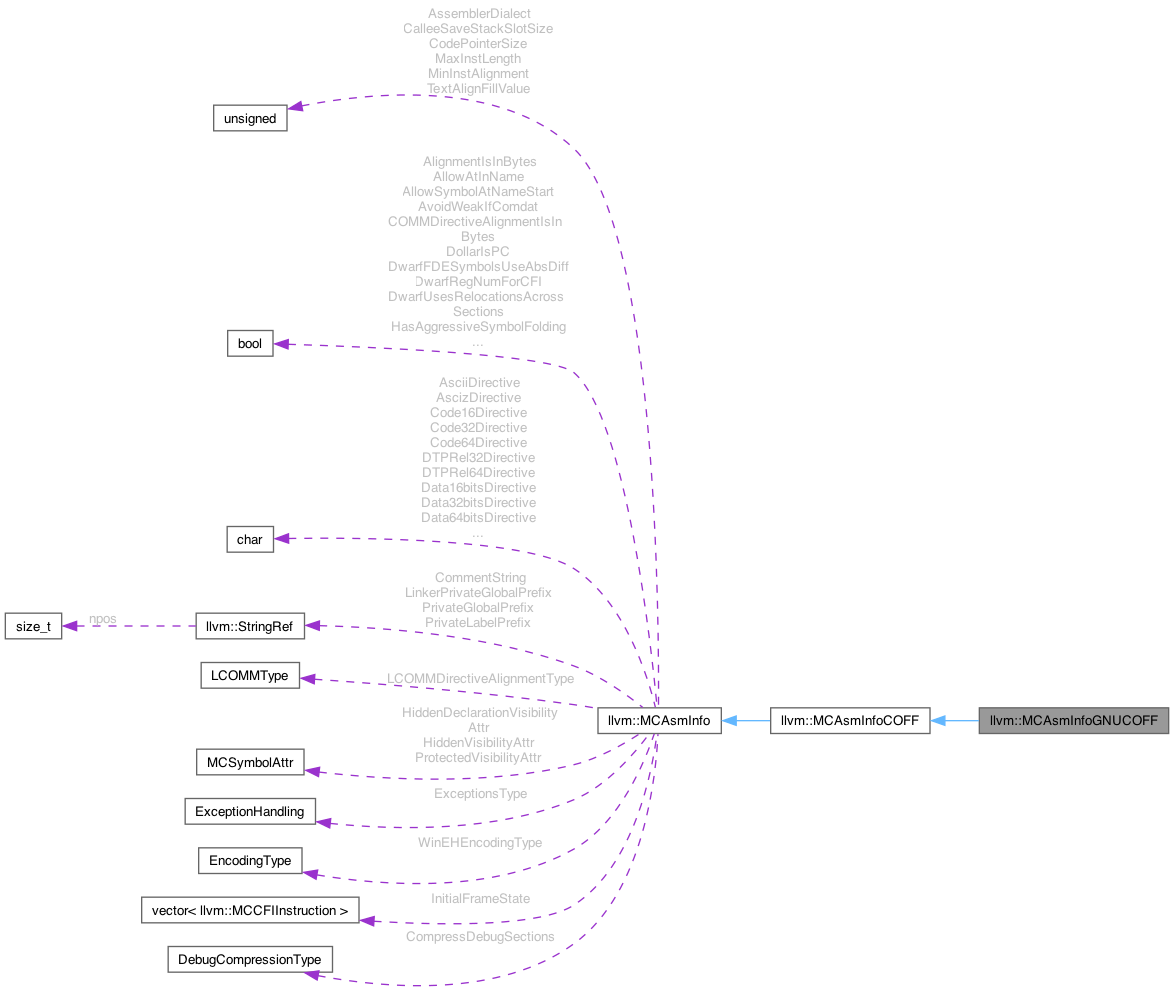 AssemblerDialect
CalleeSaveStackSlotSize
CodePointerSize
MaxInstLength
MinInstAlignment
TextAlignFillValue
unsigned
AlignmentIsInBytes
AllowAtInName
AllowSymbolAtNameStart
AvoidWeakIfComdat
COMMDirectiveAlignmentIsIn
Bytes
DollarIsPC
DwarfFDESymbolsUseAbsDiff
DwarfRegNumForCFI
DwarfUsesRelocationsAcross
Sections
HasAggressiveSymbolFolding
...
bool
AsciiDirective
AscizDirective
Code16Directive
Code32Directive
Code64Directive
DTPRel32Directive
DTPRel64Directive
Data16bitsDirective
Data32bitsDirective
Data64bitsDirective
...
char
CommentString
LinkerPrivateGlobalPrefix
PrivateGlobalPrefix
PrivateLabelPrefix
size_t
npos
llvm::StringRef
LCOMMType
LCOMMDirectiveAlignmentType
HiddenDeclarationVisibility
Attr
HiddenVisibilityAttr
ProtectedVisibilityAttr
llvm::MCAsmInfo
llvm::MCAsmInfoCOFF
llvm::MCAsmInfoGNUCOFF
MCSymbolAttr
ExceptionsType
ExceptionHandling
WinEHEncodingType
EncodingType
InitialFrameState
vector< llvm::MCCFIInstruction >
CompressDebugSections
DebugCompressionType